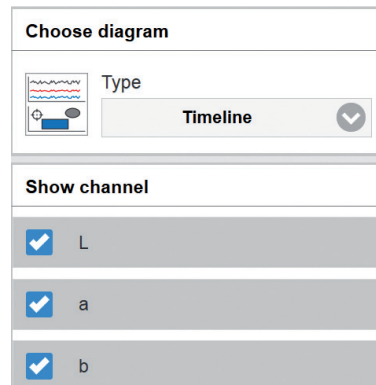 Choose diagram
Type
Timeline
Show channel
L
a
b